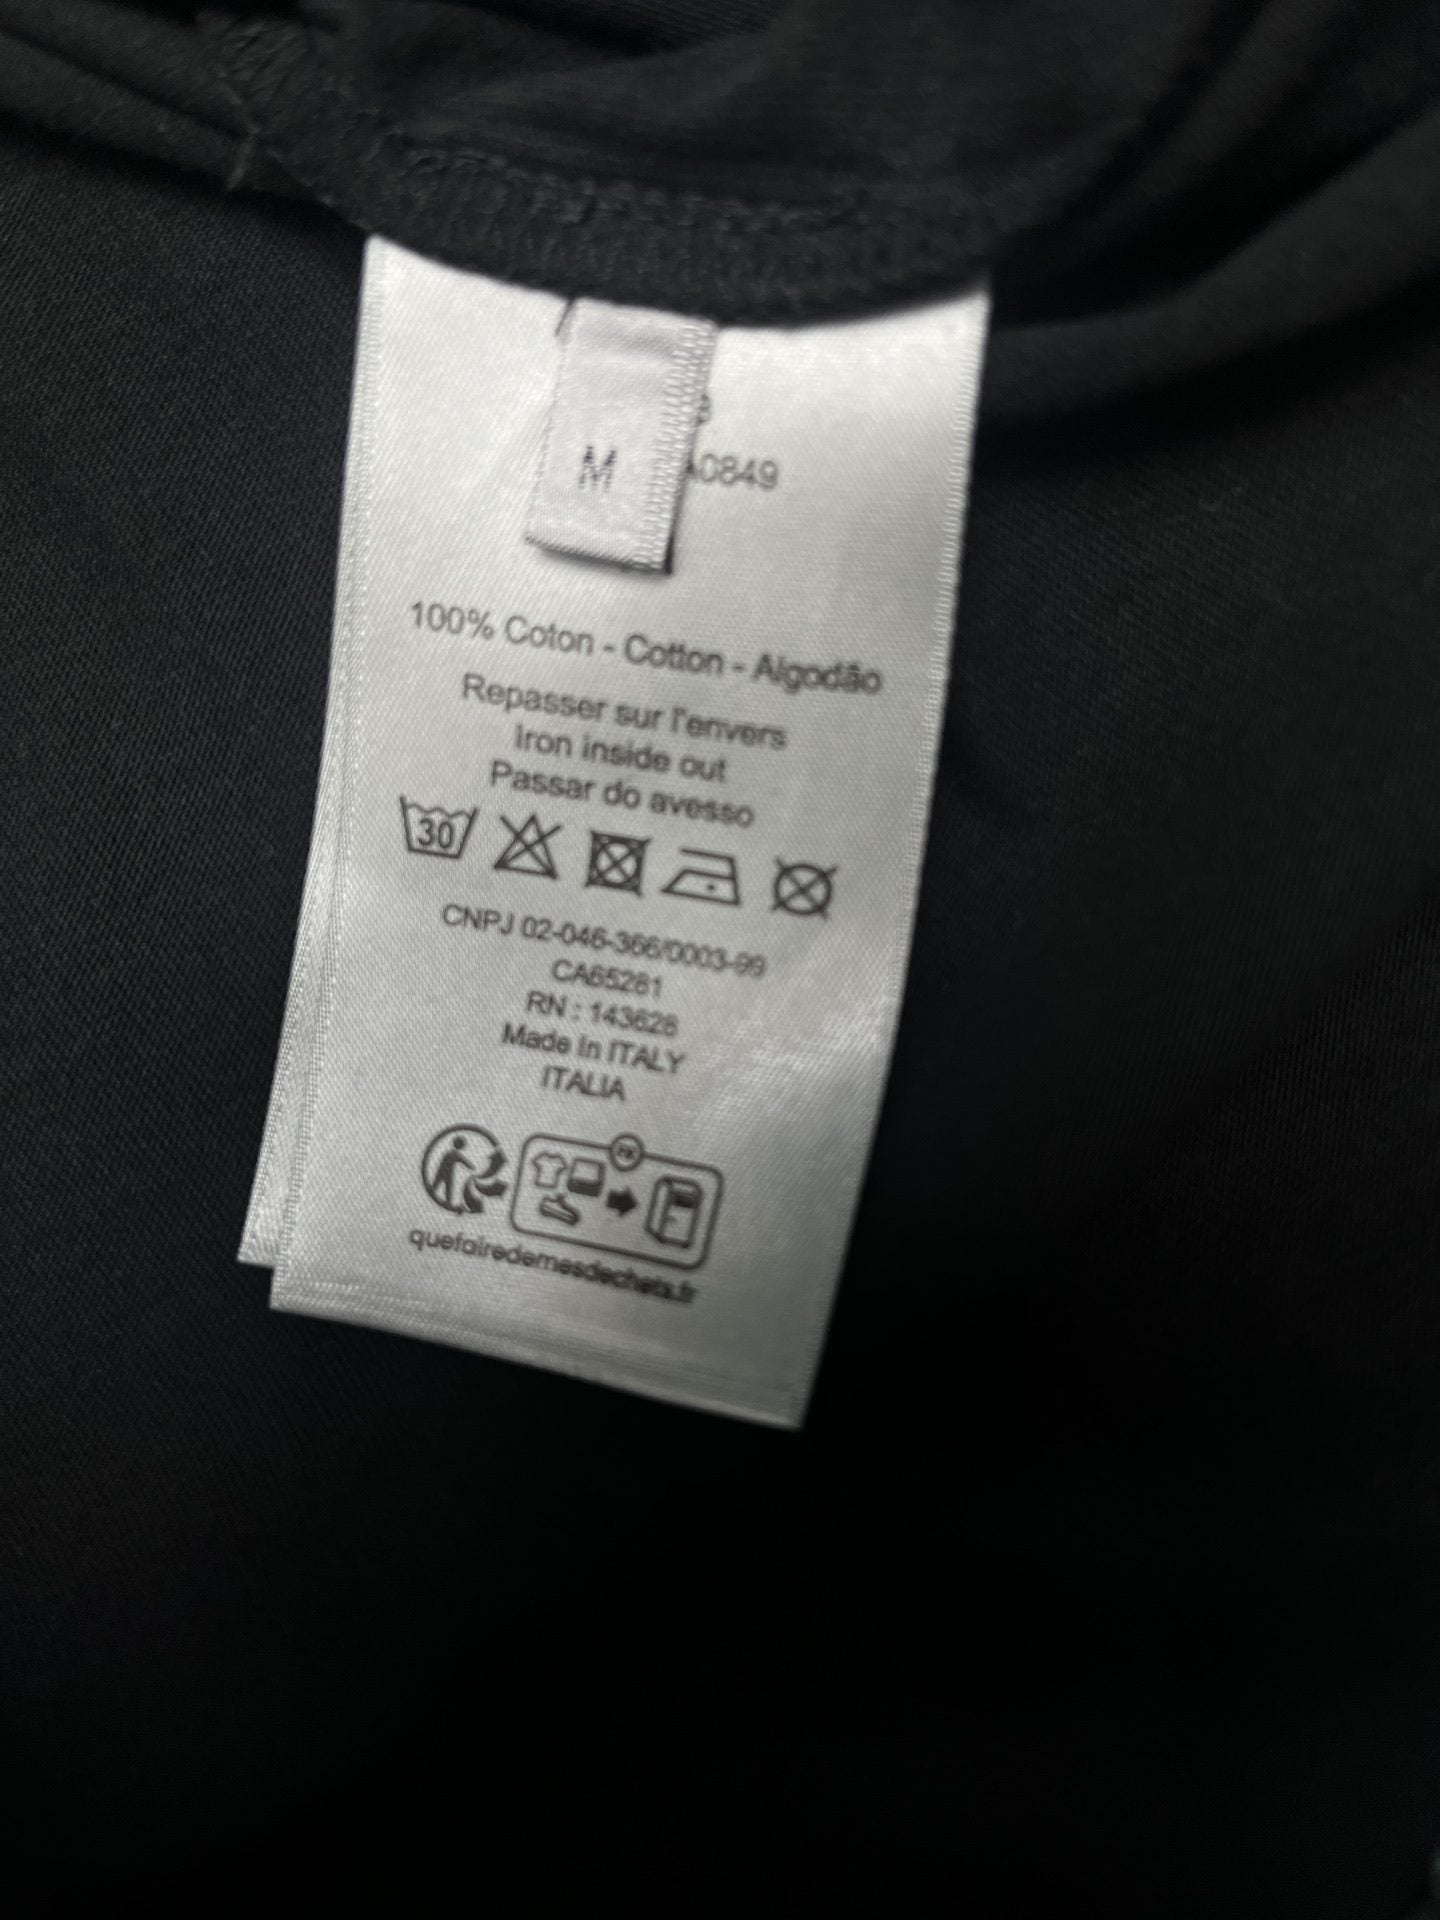 M
A0849
100% Coton - Cotton - Algodão
Repasser sur l'envers
Iron inside out
Passar do avesso
30
CNPJ 02-046-366/0003-99
CA65281
RN : 143628
Made in ITALY
ITALIA
FR
quefairedemesdechets.fr